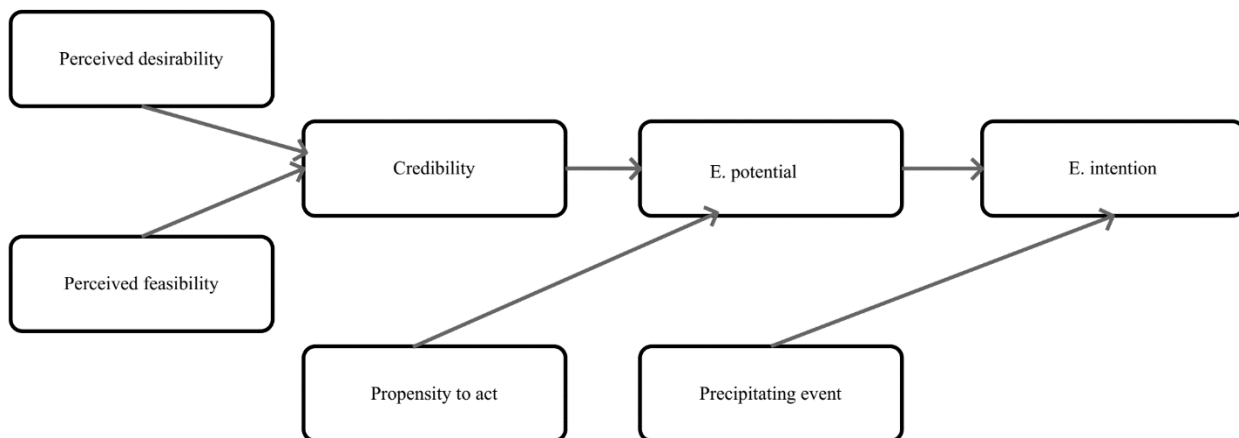 Perceived desirability
Credibility
E. potential
E. intention
Perceived feasibility
Propensity to act
Precipitating event